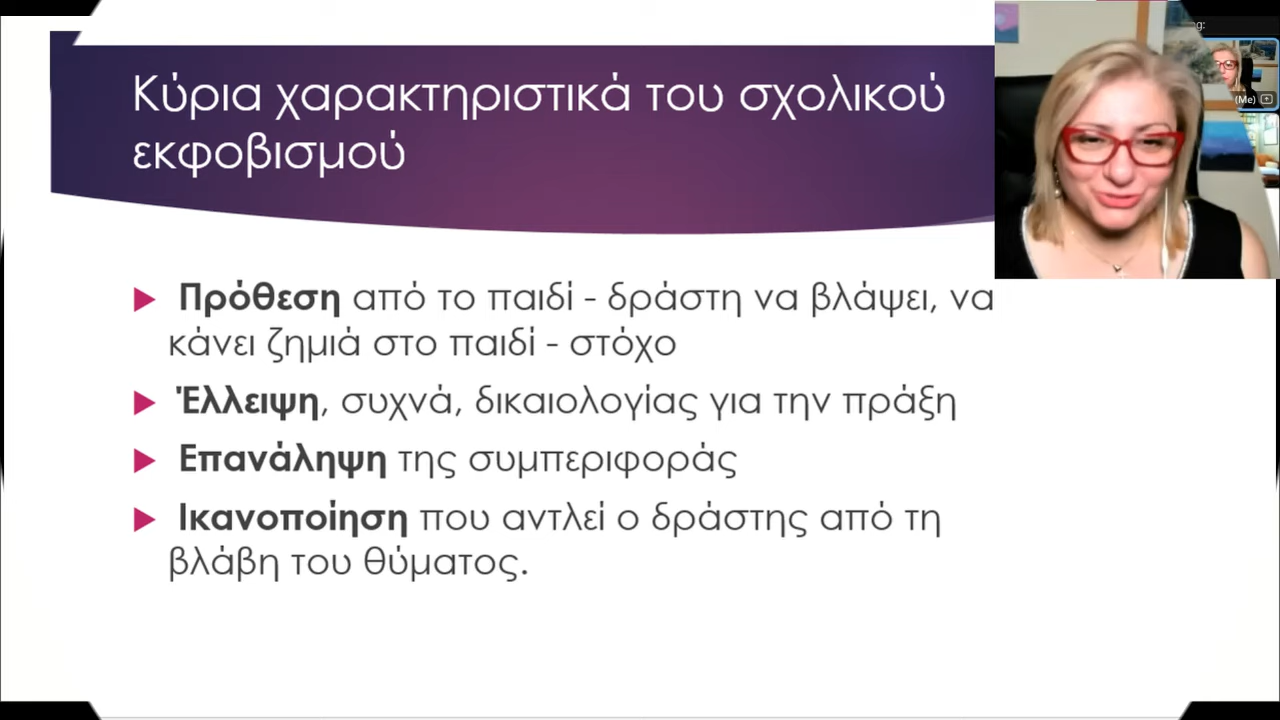 Κύρια χαρακτηριστικά του σχολικού
εκφοβισμού
Πρόθεση από το παιδί - δράστη να βλάψει, να
κάνει ζημιά στο παιδί - στόχο
Έλλειψη, συχνά, δικαιολογίας για την πράξη
Επανάληψη της συμπεριφοράς
Ικανοποίηση που αντλεί ο δράστης από τη
βλάβη του θύματος.
(Me)